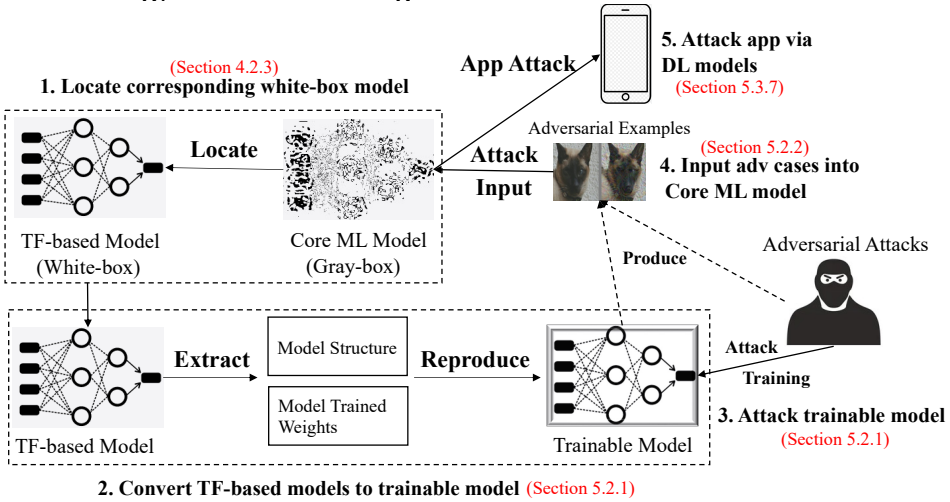 (Section 4.2.3)
1. Locate corresponding white-box model
Locate
TF-based Model
(White-box)
Core ML Model
(Gray-box)
App Attack
5. Attack app via
DL models
(Section 5.3.7)
Adversarial Examples
Attack
Input
(Section 5.2.2)
4. Input adv cases into
Core ML model
Produce
Adversarial Attacks
Attack
Training
3. Attack trainable model
(Section 5.2.1)
TF-based Model
Extract
Model Structure
Model Trained
Weights
Reproduce
Trainable Model
2. Convert TF-based models to trainable model (Section 5.2.1)